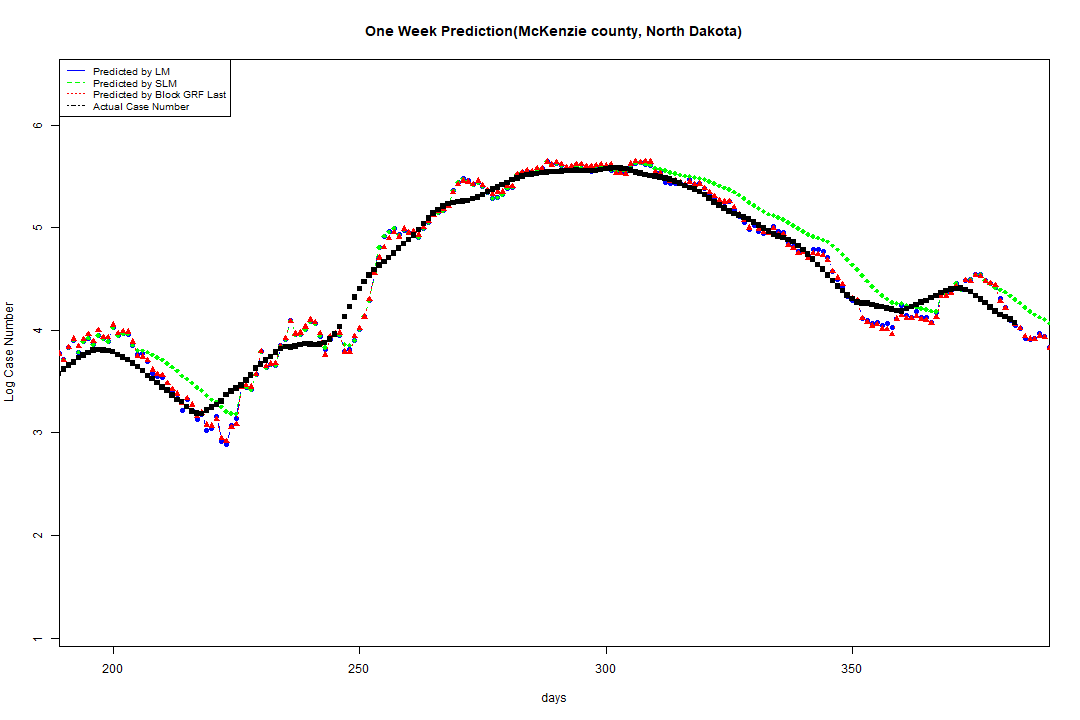 One Week Prediction(McKenzie county, North Dakota)
Predicted by LM
Predicted by SLM
Predicted by Block GRF Last
Actual Case Number
6
5
4
3
2
1
Log Case Number
200
250
300
350
days